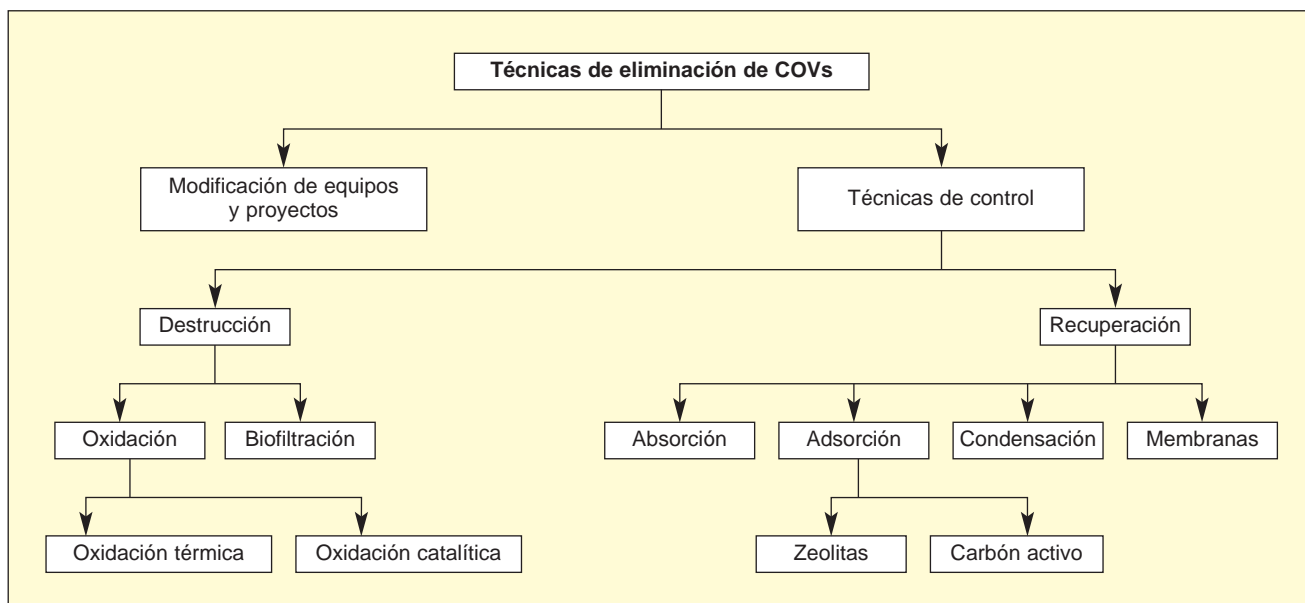 Técnicas de eliminación de COVs
Modificación de equipos
y proyectos
Técnicas de control
Destrucción
Recuperación
Oxidación
Biofiltración
Absorción
Adsorción
Condensación
Membranas
Oxidación térmica
Oxidación catalítica
Zeolitas
Carbón activo